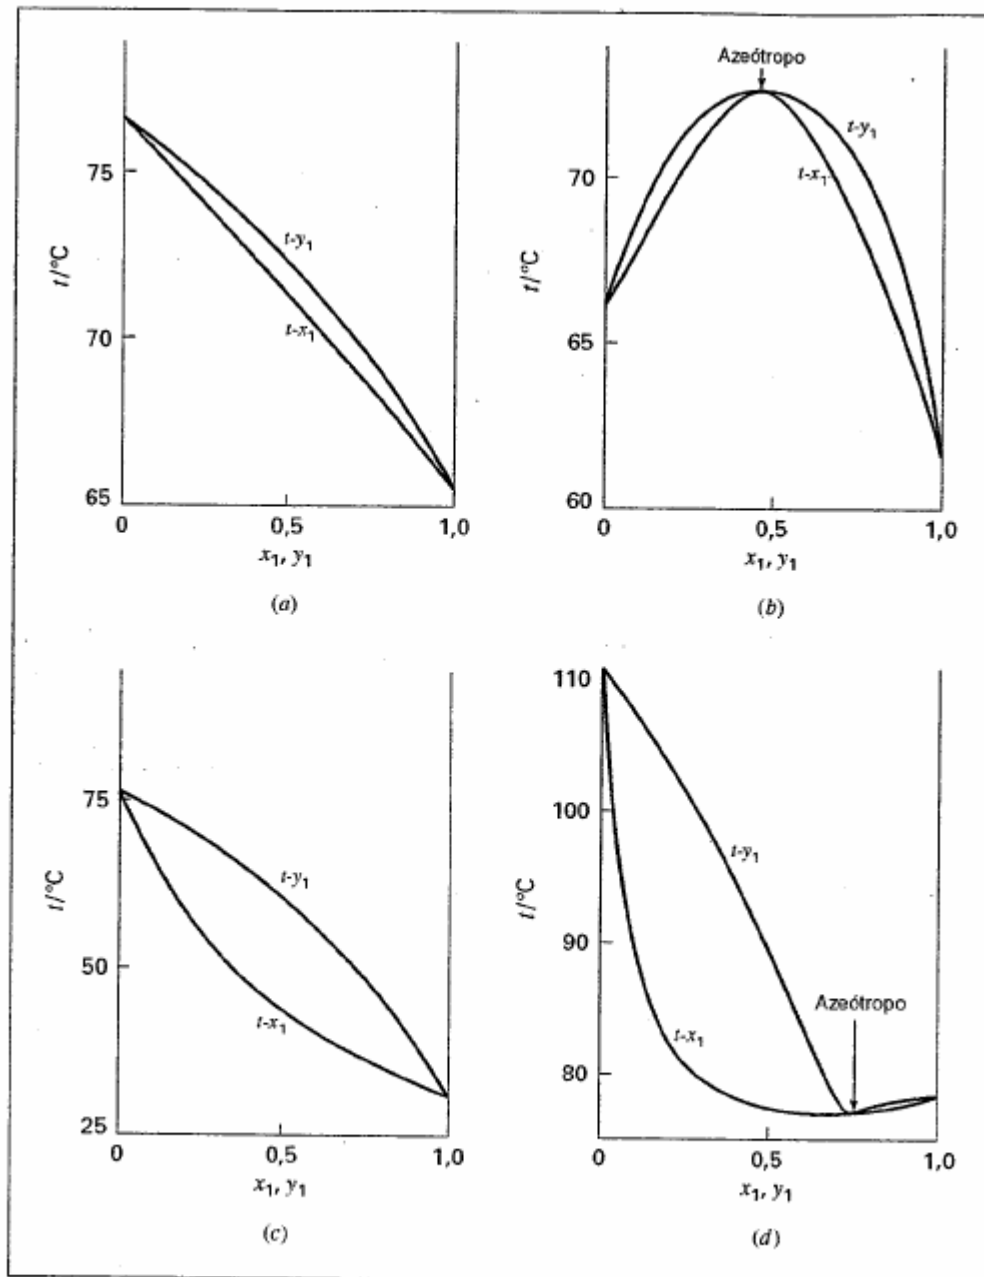 75
70
65
t/°C
t-y₁
t-x₁
0
0,5
1,0
x₁, y₁
(a)
Azeótropo
70
65
60
t/°C
t-y₁
t-x₁
0
0,5
1,0
x₁, y₁
(b)
75
50
25
t/°C
t-y₁
t-x₁
0
0,5
1,0
x₁, y₁
(c)
110
100
90
80
t/°C
t-y₁
t-x₁
Azeótropo
0
0,5
1,0
x₁, y₁
(d)